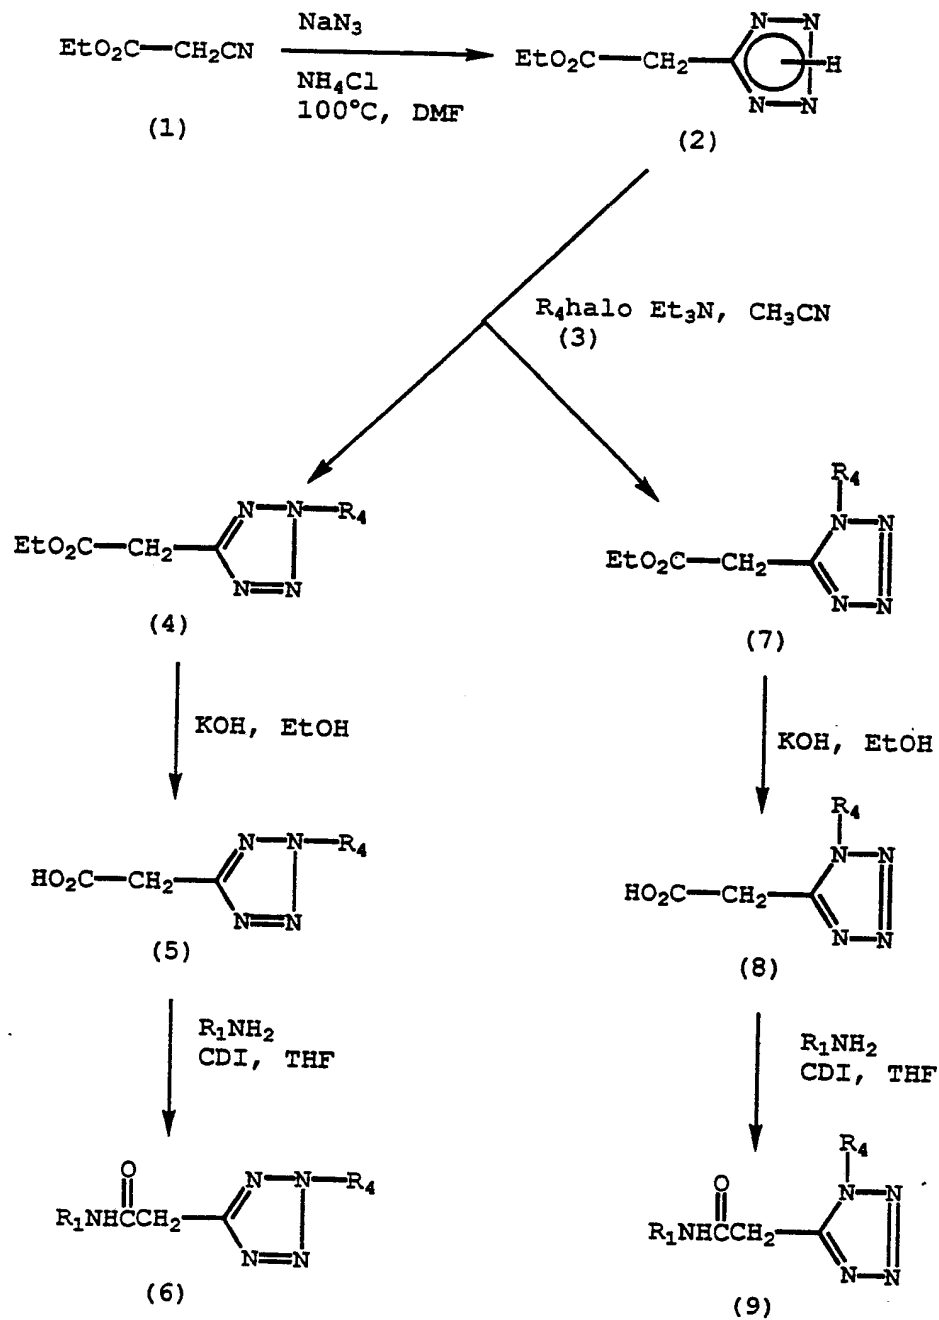 NaN₃
EtO₂C—CH₂CN
NH₄Cl
100°C, DMF
(1)
EtO₂C—CH₂
N N
H
N N
(2)
R₄halo Et₃N, CH₃CN
(3)
EtO₂C—CH₂
N—N—R₄
N=N
(4)
R₄
EtO₂C—CH₂
N—N
N—N
(7)
KOH, EtOH
KOH, EtOH
HO₂C—CH₂
N—N—R₄
N=N
(5)
R₄
HO₂C—CH₂
N—N
N—N
(8)
R₁NH₂
CDI, THF
R₁NH₂
CDI, THF
O
R₁NHCCH₂
N—N—R₄
N=N
(6)
R₄
O
R₁NHCCH₂
N—N
N—N
(9)